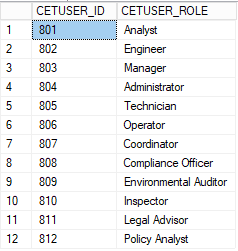 CETUSER_ID CETUSER_ROLE
1 801 Analyst
2 802 Engineer
3 803 Manager
4 804 Administrator
5 805 Technician
6 806 Operator
7 807 Coordinator
8 808 Compliance Officer
9 809 Environmental Auditor
10 810 Inspector
11 811 Legal Advisor
12 812 Policy Analyst